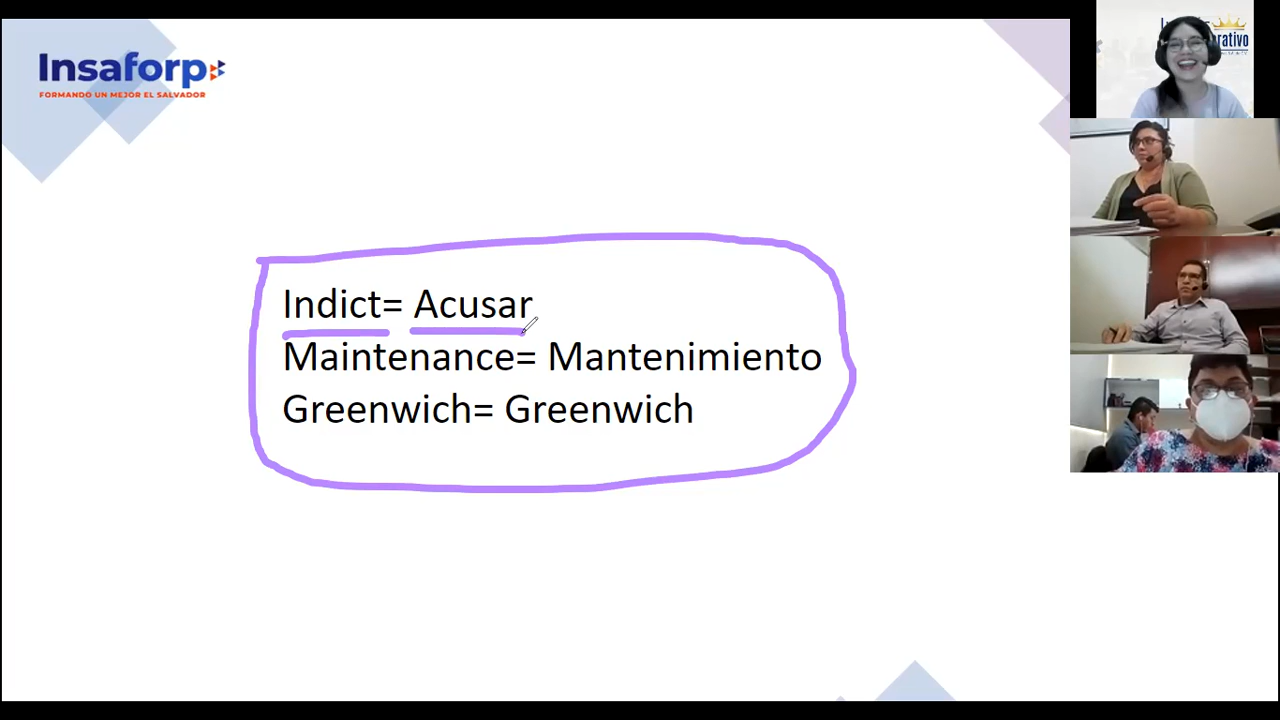 Insaforp
FORMANDO UN MEJOR EL SALVADOR
Indict= Acusar
Maintenance= Mantenimiento
Greenwich= Greenwich